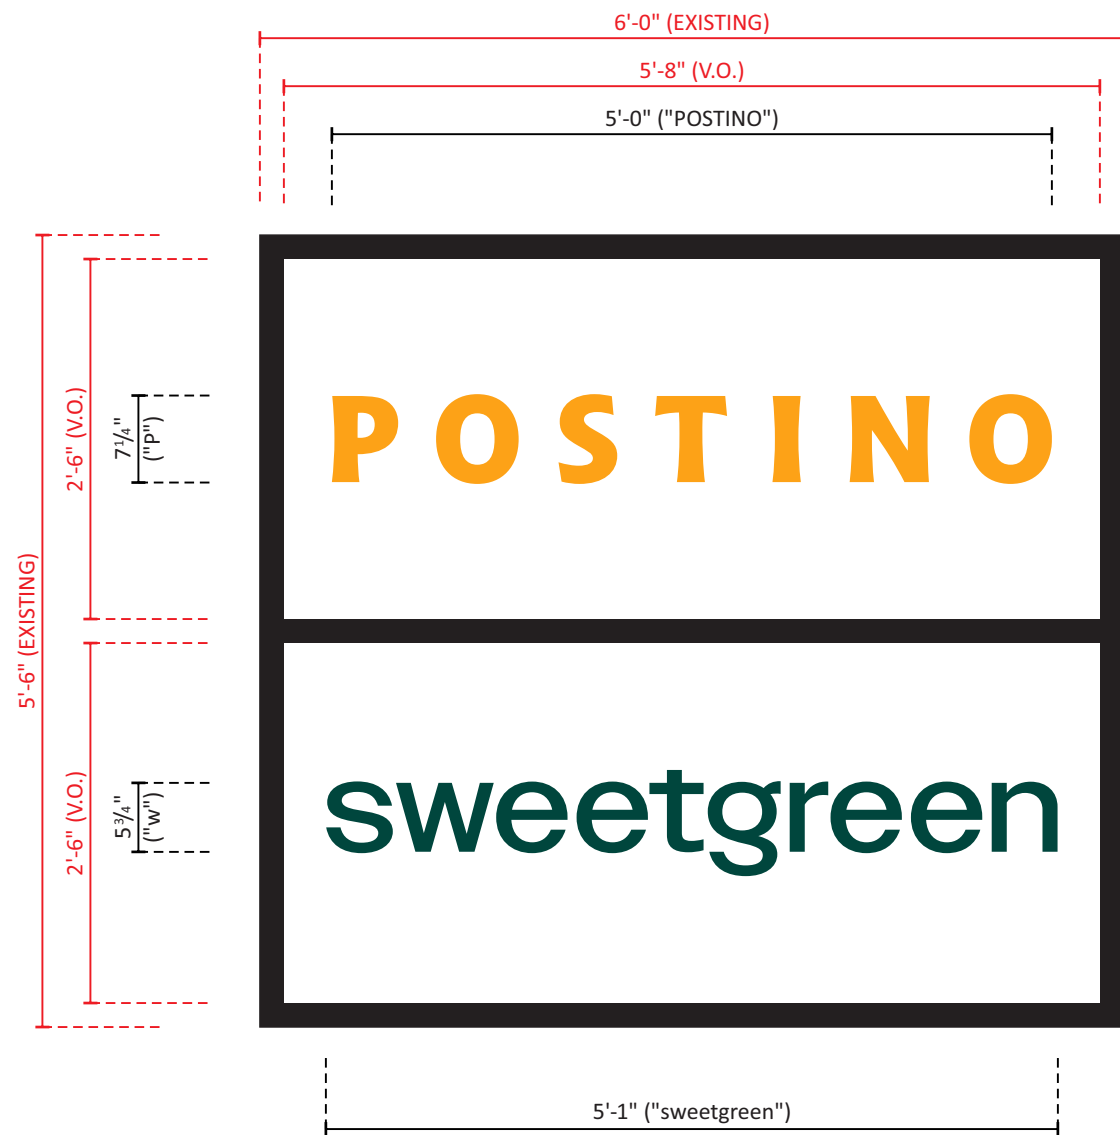 6'-0" (EXISTING)
5'-8" (V.O.)
5'-0" ("POSTINO")
5'-6" (EXISTING)
2'-6" (V.O.)
7¹⁄₄"
("P")
POSTINO
2'-6" (V.O.)
5³⁄₄"
("w")
sweetgreen
5'-1" ("sweetgreen")